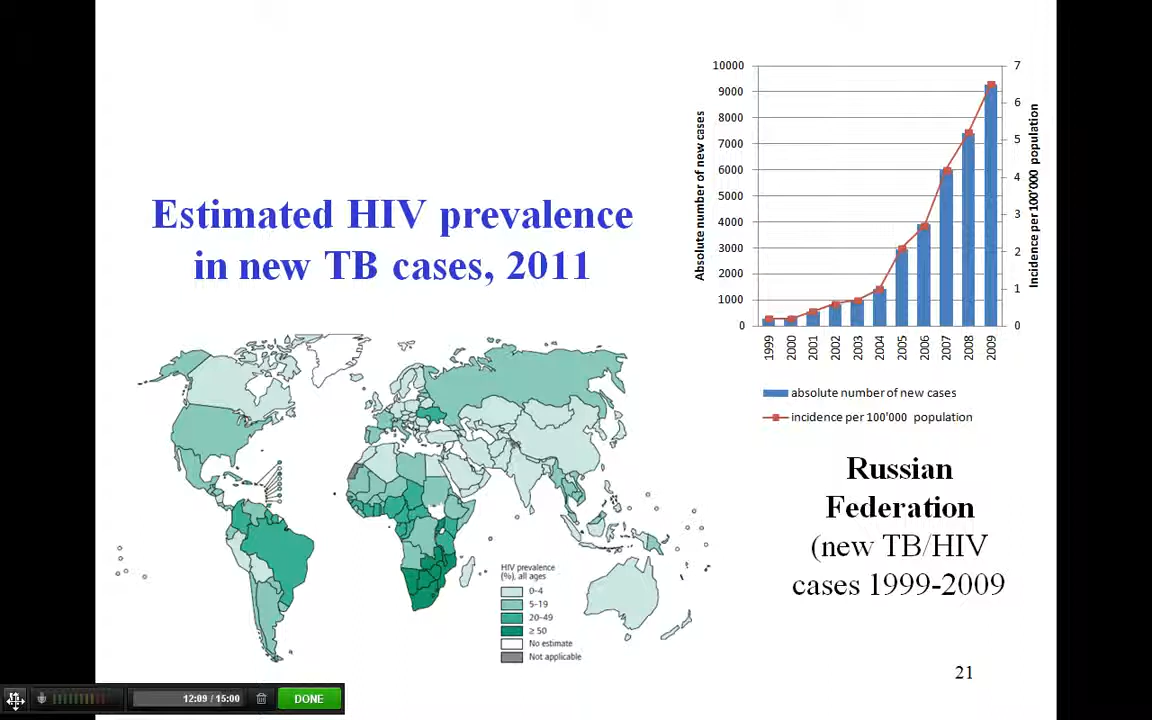 Estimated HIV prevalence
in new TB cases, 2011
Absolute number of new cases
10000
9000
8000
7000
6000
5000
4000
3000
2000
1000
0
7
6
5
4
3
2
1
0
Incidence per 100'000 population
1999 2000 2001 2002 2003 2004 2005 2006 2007 2008 2009
absolute number of new cases
incidence per 100'000 population
HIV prevalence
(%), all ages
0–4
5–19
20–49
≥ 50
No estimate
Not applicable
Russian
Federation
(new TB/HIV
cases 1999-2009
21
12:09 / 15:00
DONE